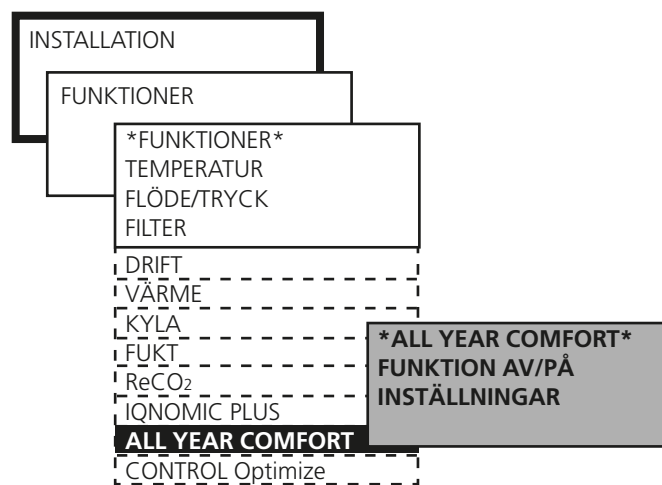 INSTALLATION
FUNKTIONER
*FUNKTIONER*
TEMPERATUR
FLÖDE/TRYCK
FILTER
DRIFT
VÄRME
KYLA
FUKT
ReCO2
IQNOMIC PLUS
ALL YEAR COMFORT
CONTROL Optimize
*ALL YEAR COMFORT*
FUNKTION AV/PÅ
INSTÄLLNINGAR